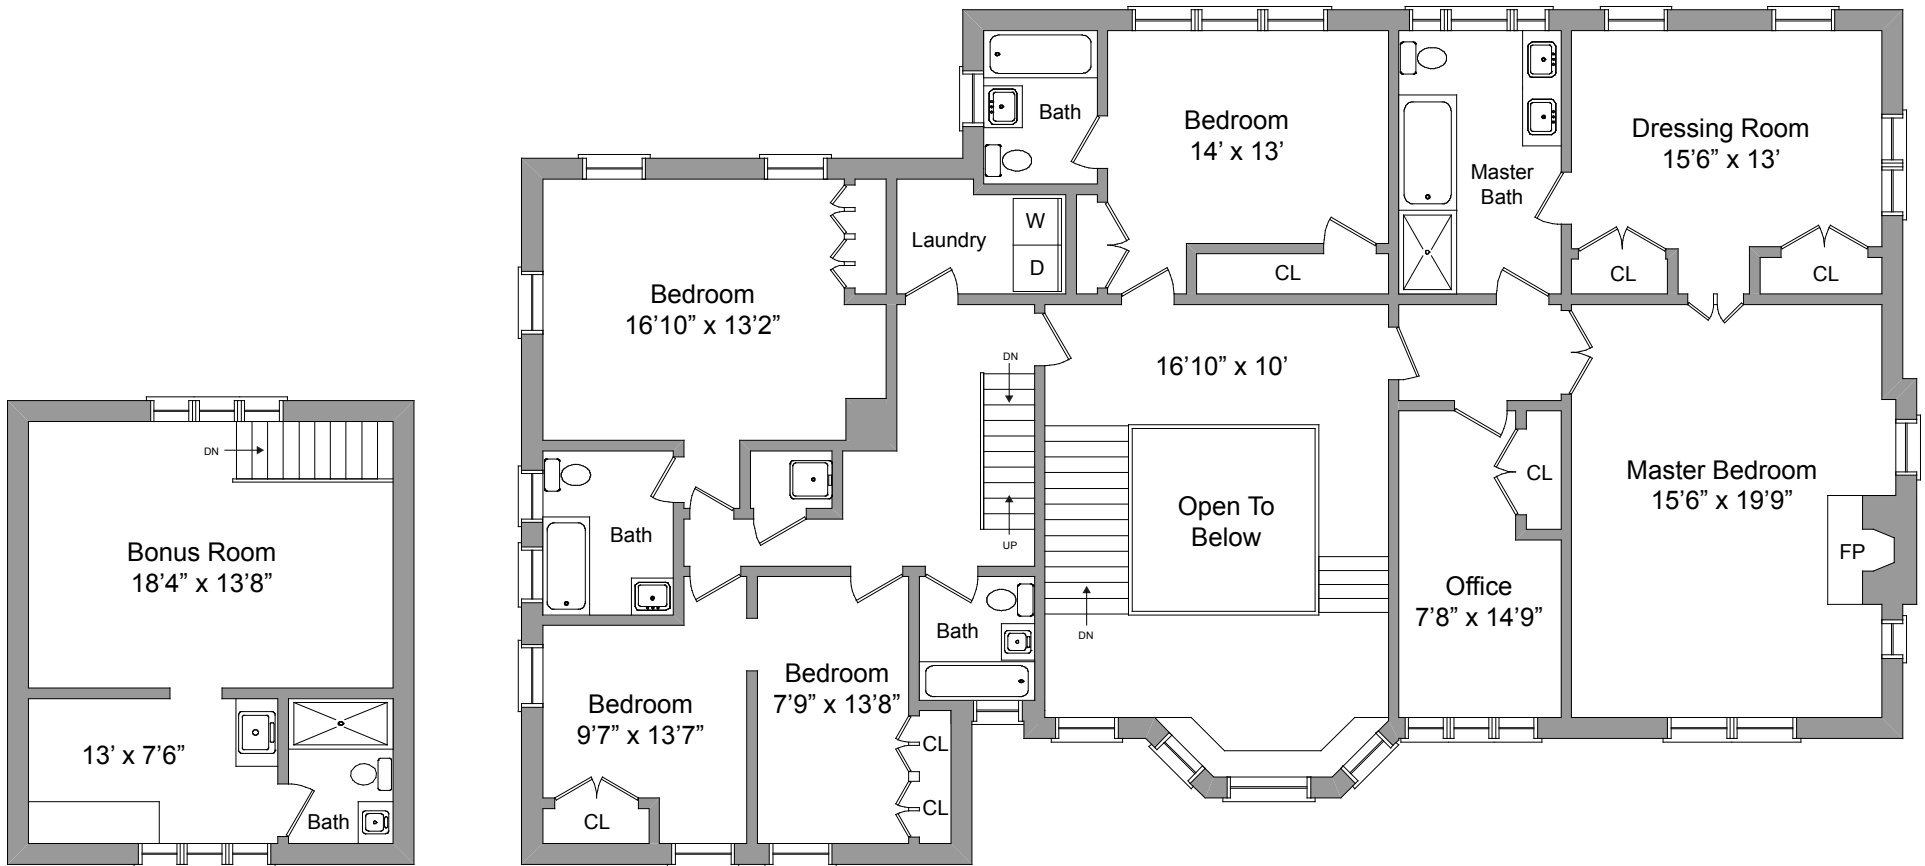 DN
Bonus Room
18’4” x 13’8”
13’ x 7’6”
Bath
Bath
Bedroom
14’ x 13’
Master
Bath
Dressing Room
15’6” x 13’
Laundry
W
D
CL
CL
CL
Bedroom
16’10” x 13’2”
DN
UP
16’10” x 10’
Open To
Below
DN
CL
Office
7’8” x 14’9”
Master Bedroom
15’6” x 19’9”
FP
Bath
Bath
Bedroom
9’7” x 13’7”
CL
Bedroom
7’9” x 13’8”
CL
CL